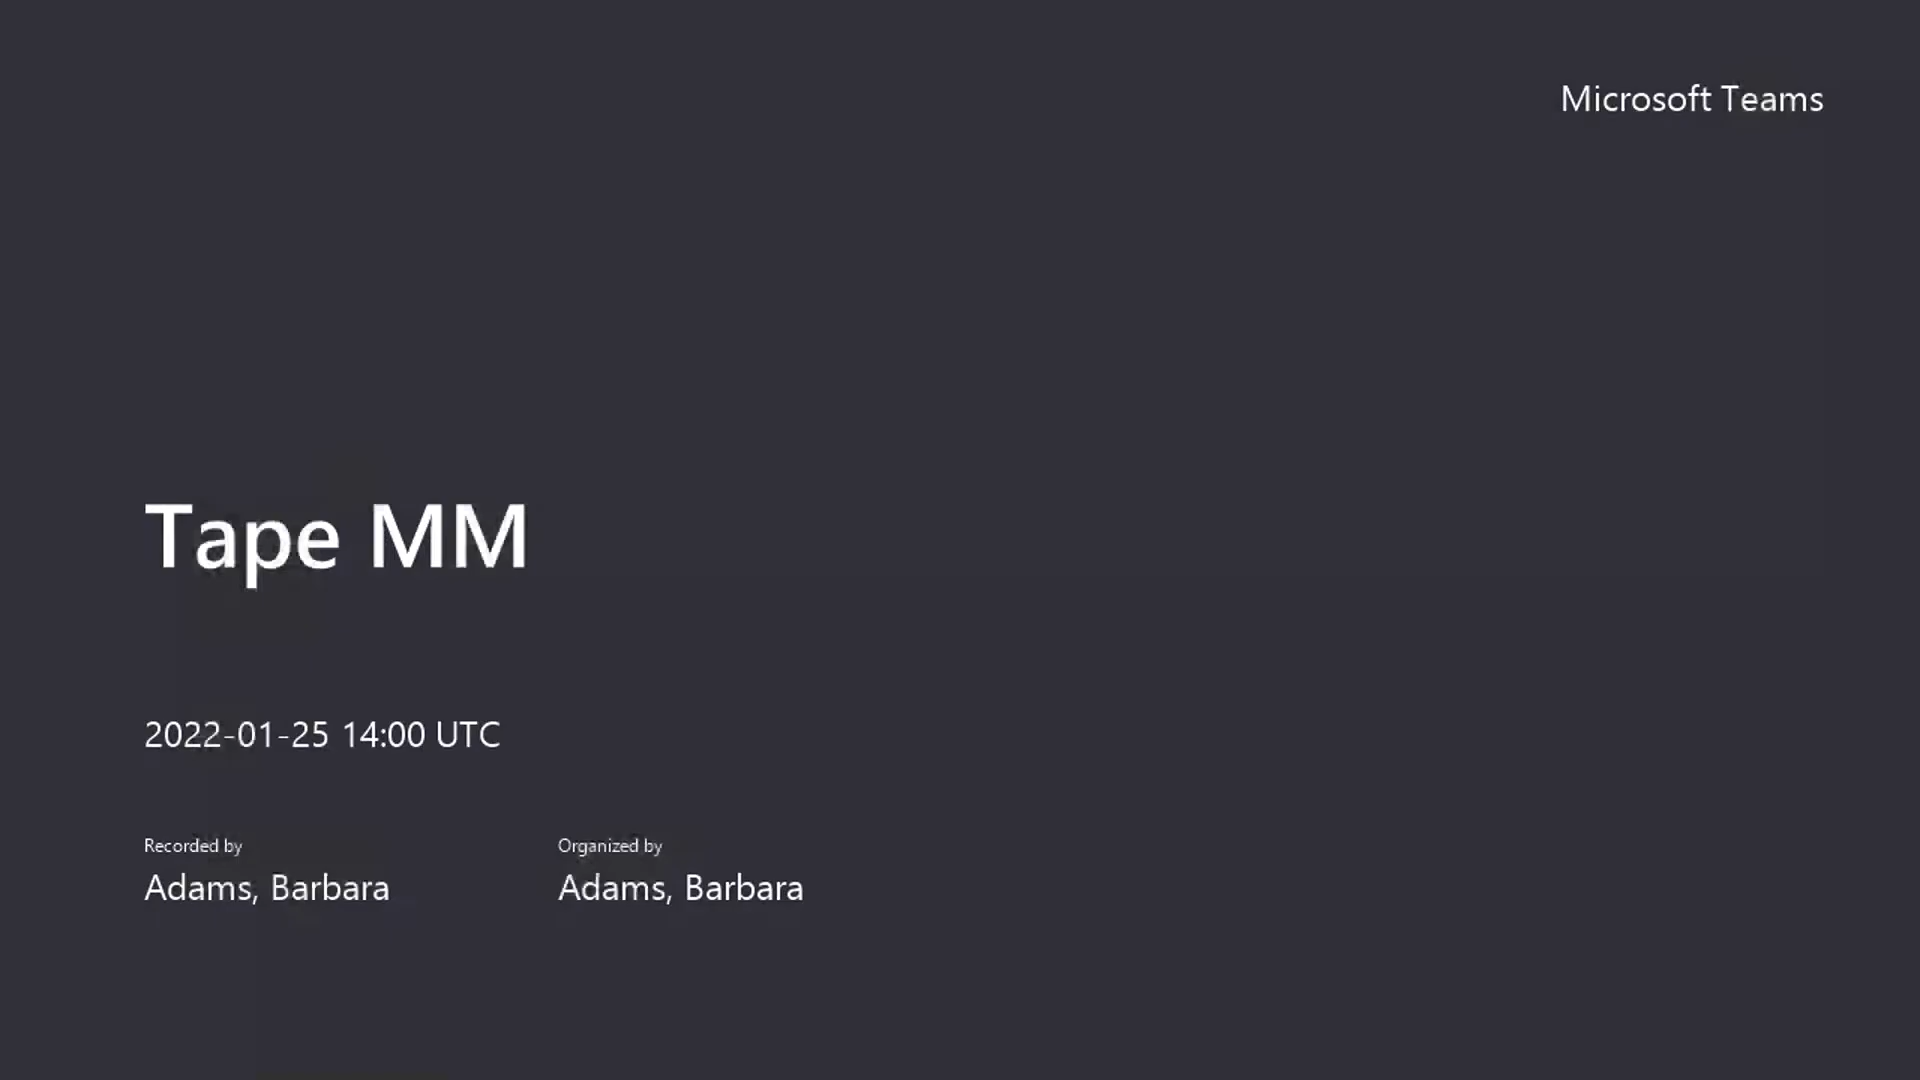 Microsoft Teams
Tape MM
2022-01-25 14:00 UTC
Recorded by
Adams, Barbara
Organized by
Adams, Barbara